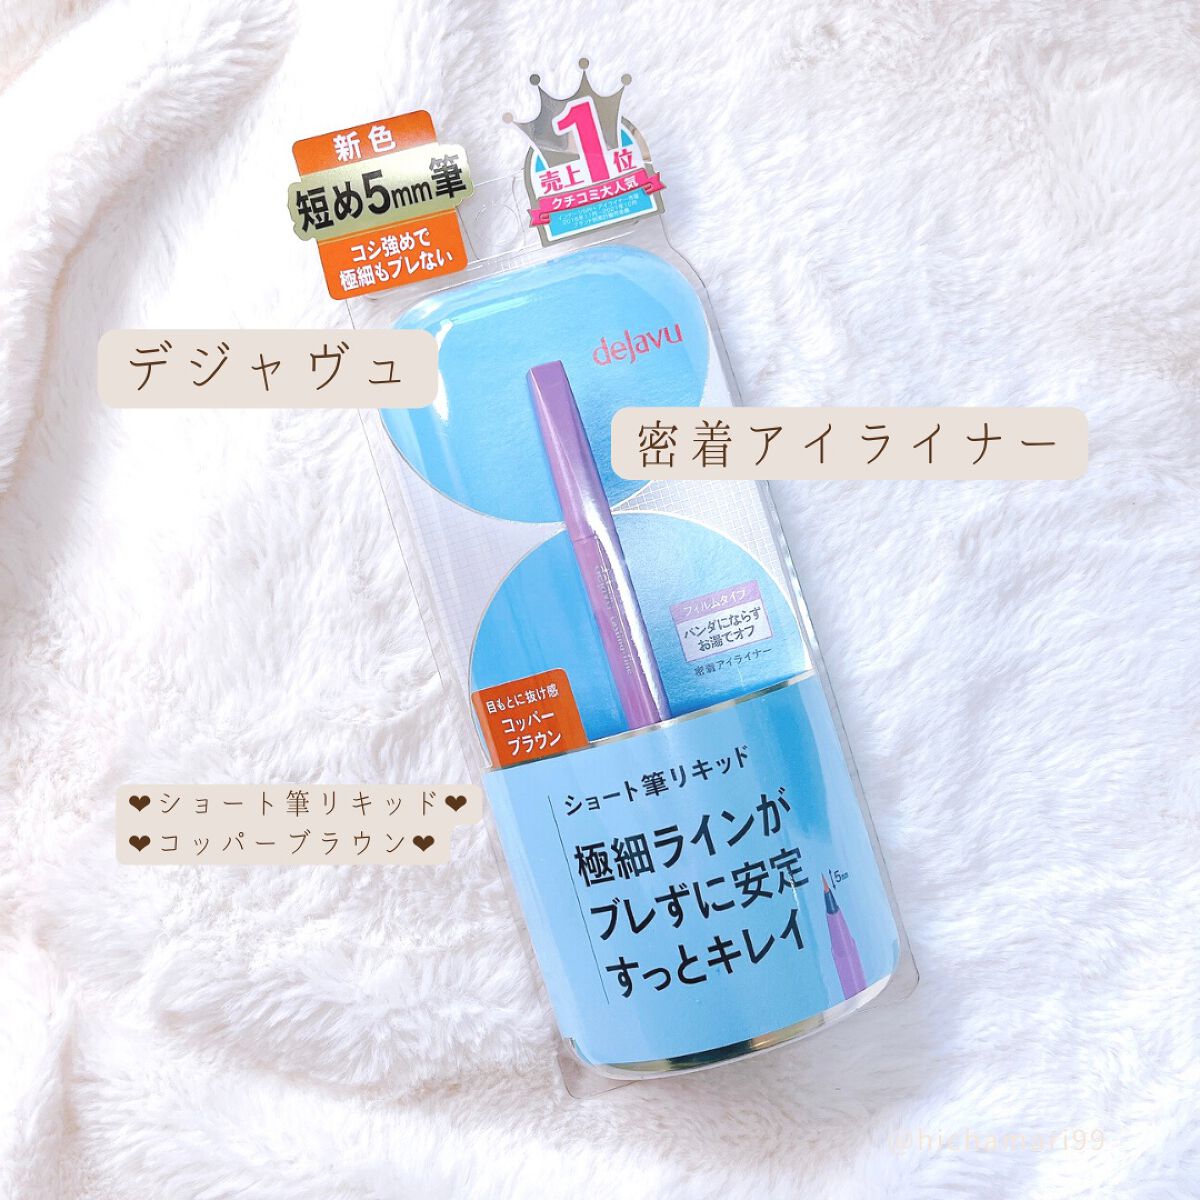 新色
短め5mm筆
コシ強めで
極細もブレない
売上1位
クチコミ大人気
dejavu
デジャヴュ
密着アイライナー
フィルムタイプ
パンダにならず
お湯でオフ
密着アイライナー
目もとに抜け感
コッパー
ブラウン
❤ショート筆リキッド❤
❤コッパーブラウン❤
ショート筆リキッド
極細ラインが
ブレずに安定
すっとキレイ
5mm
@hichamari99